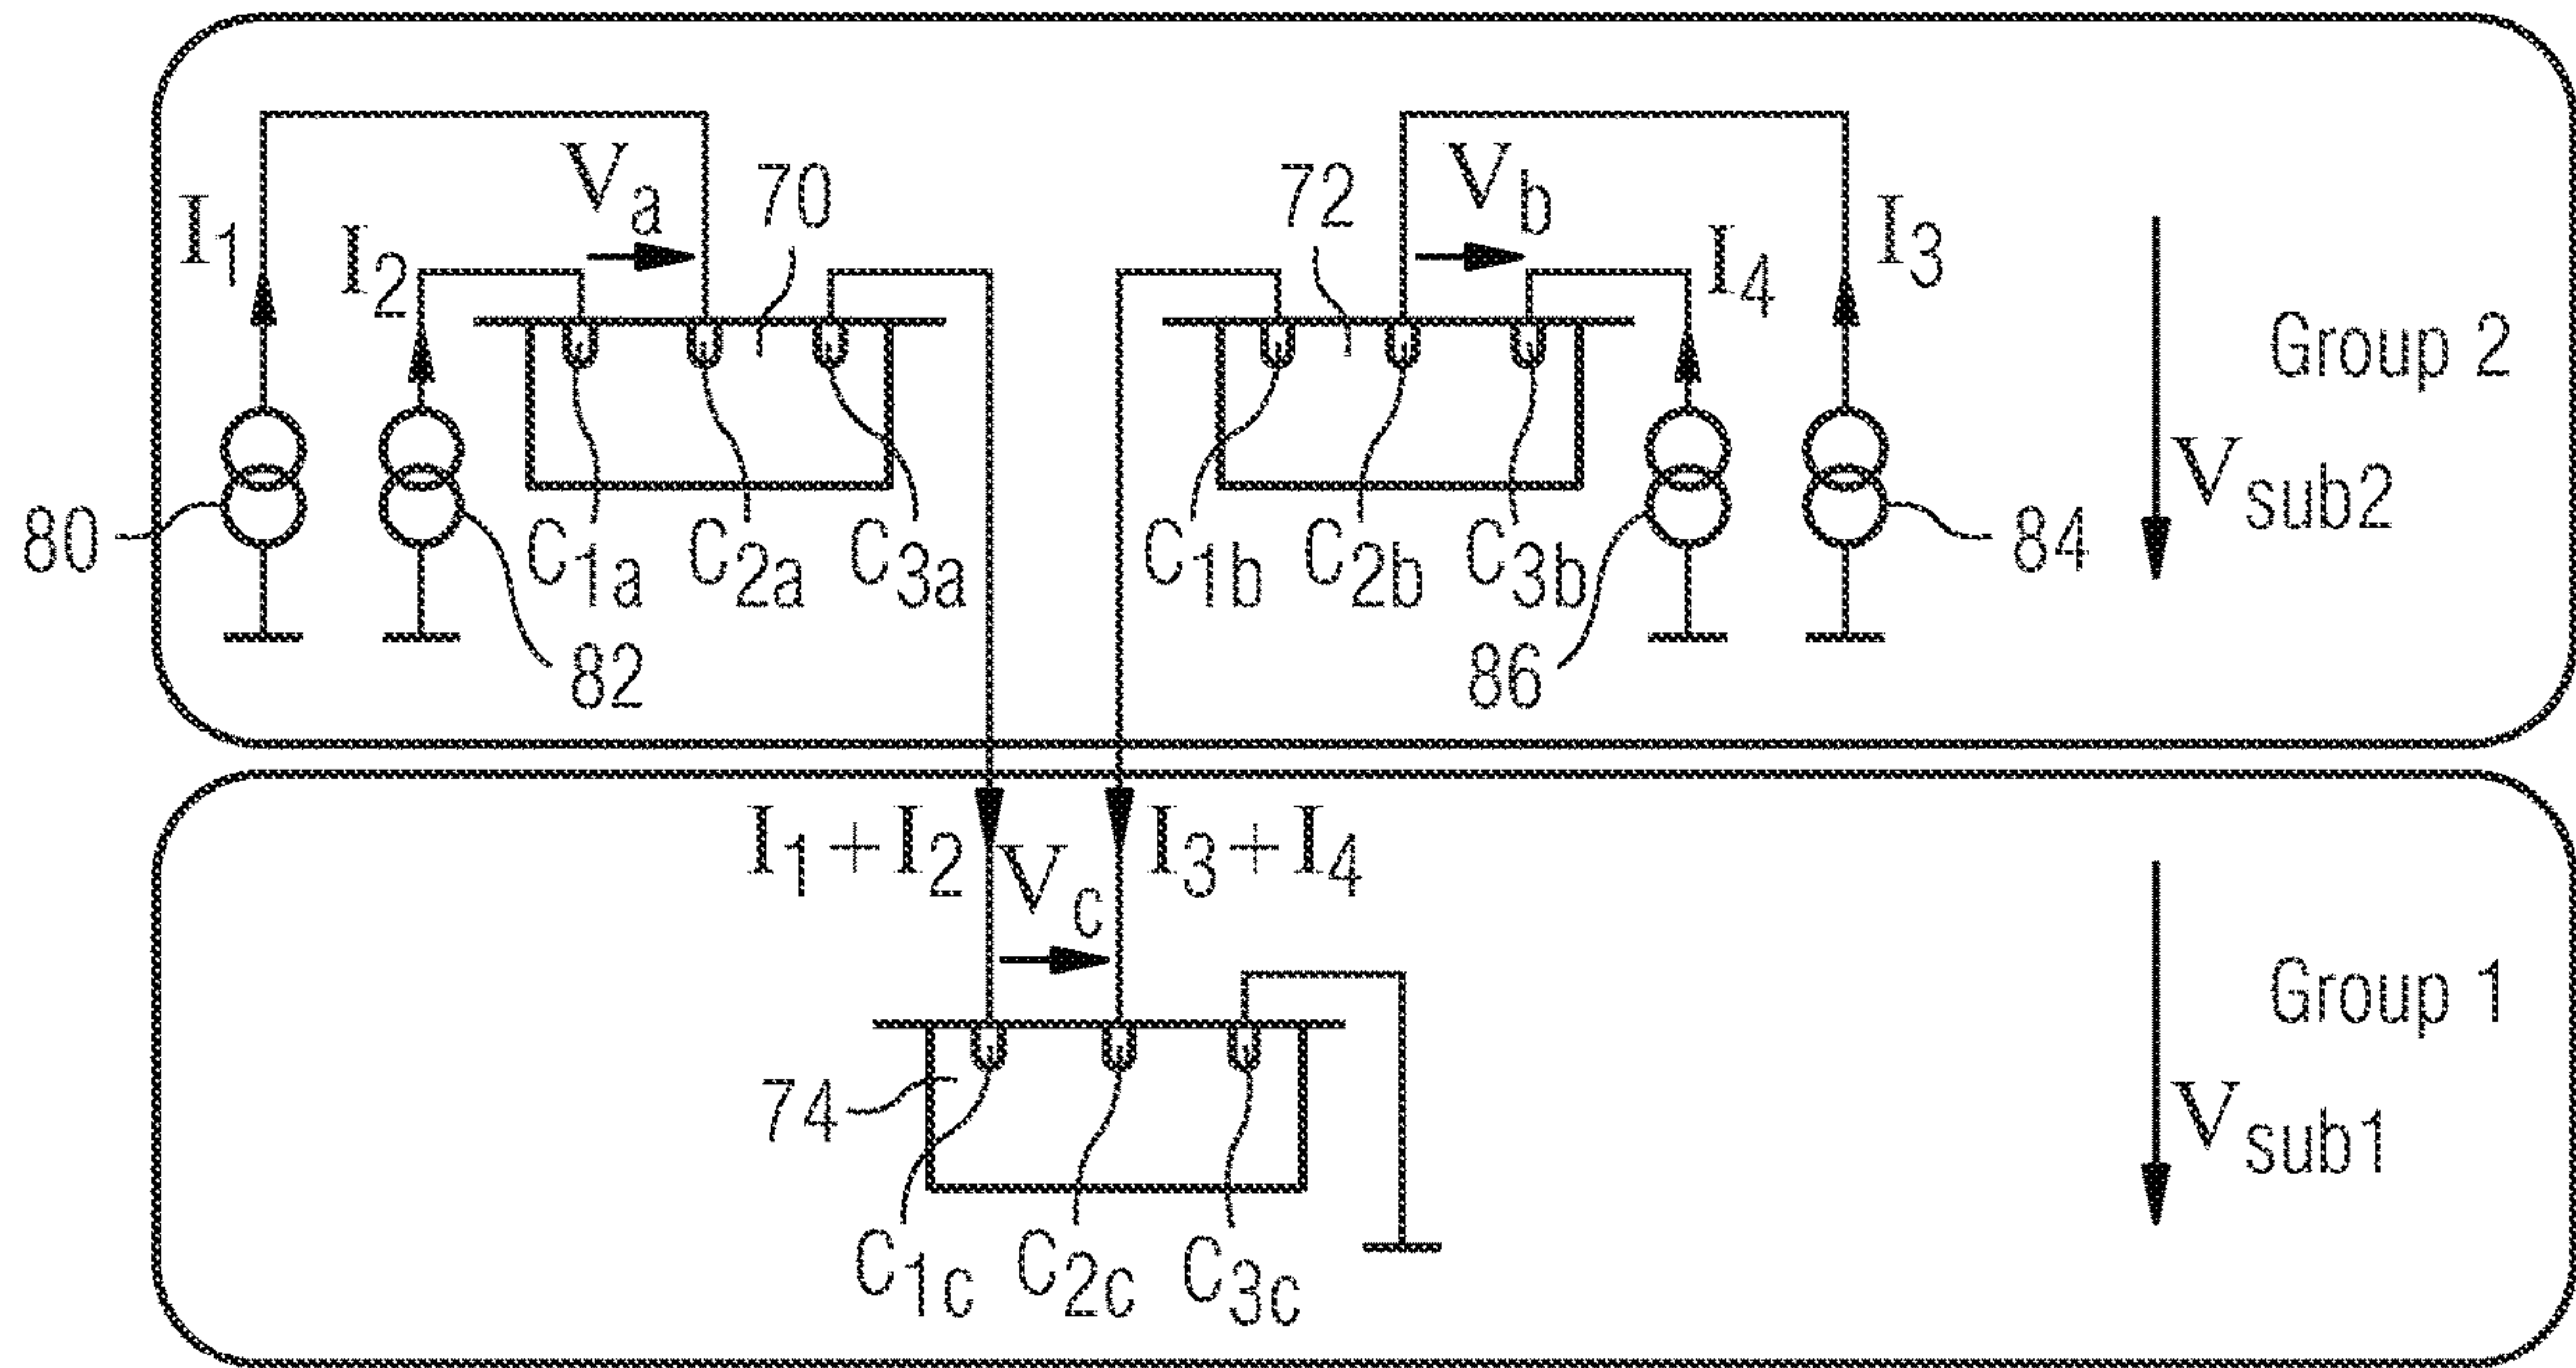 I1
I2
Va
70
72
Vb
I4
I3
Group 2
Vsub2
80
C1a
C2a
C3a
C1b
C2b
C3b
84
82
86
I1+I2
Vc
I3+I4
Group 1
Vsub1
74
C1c
C2c
C3c